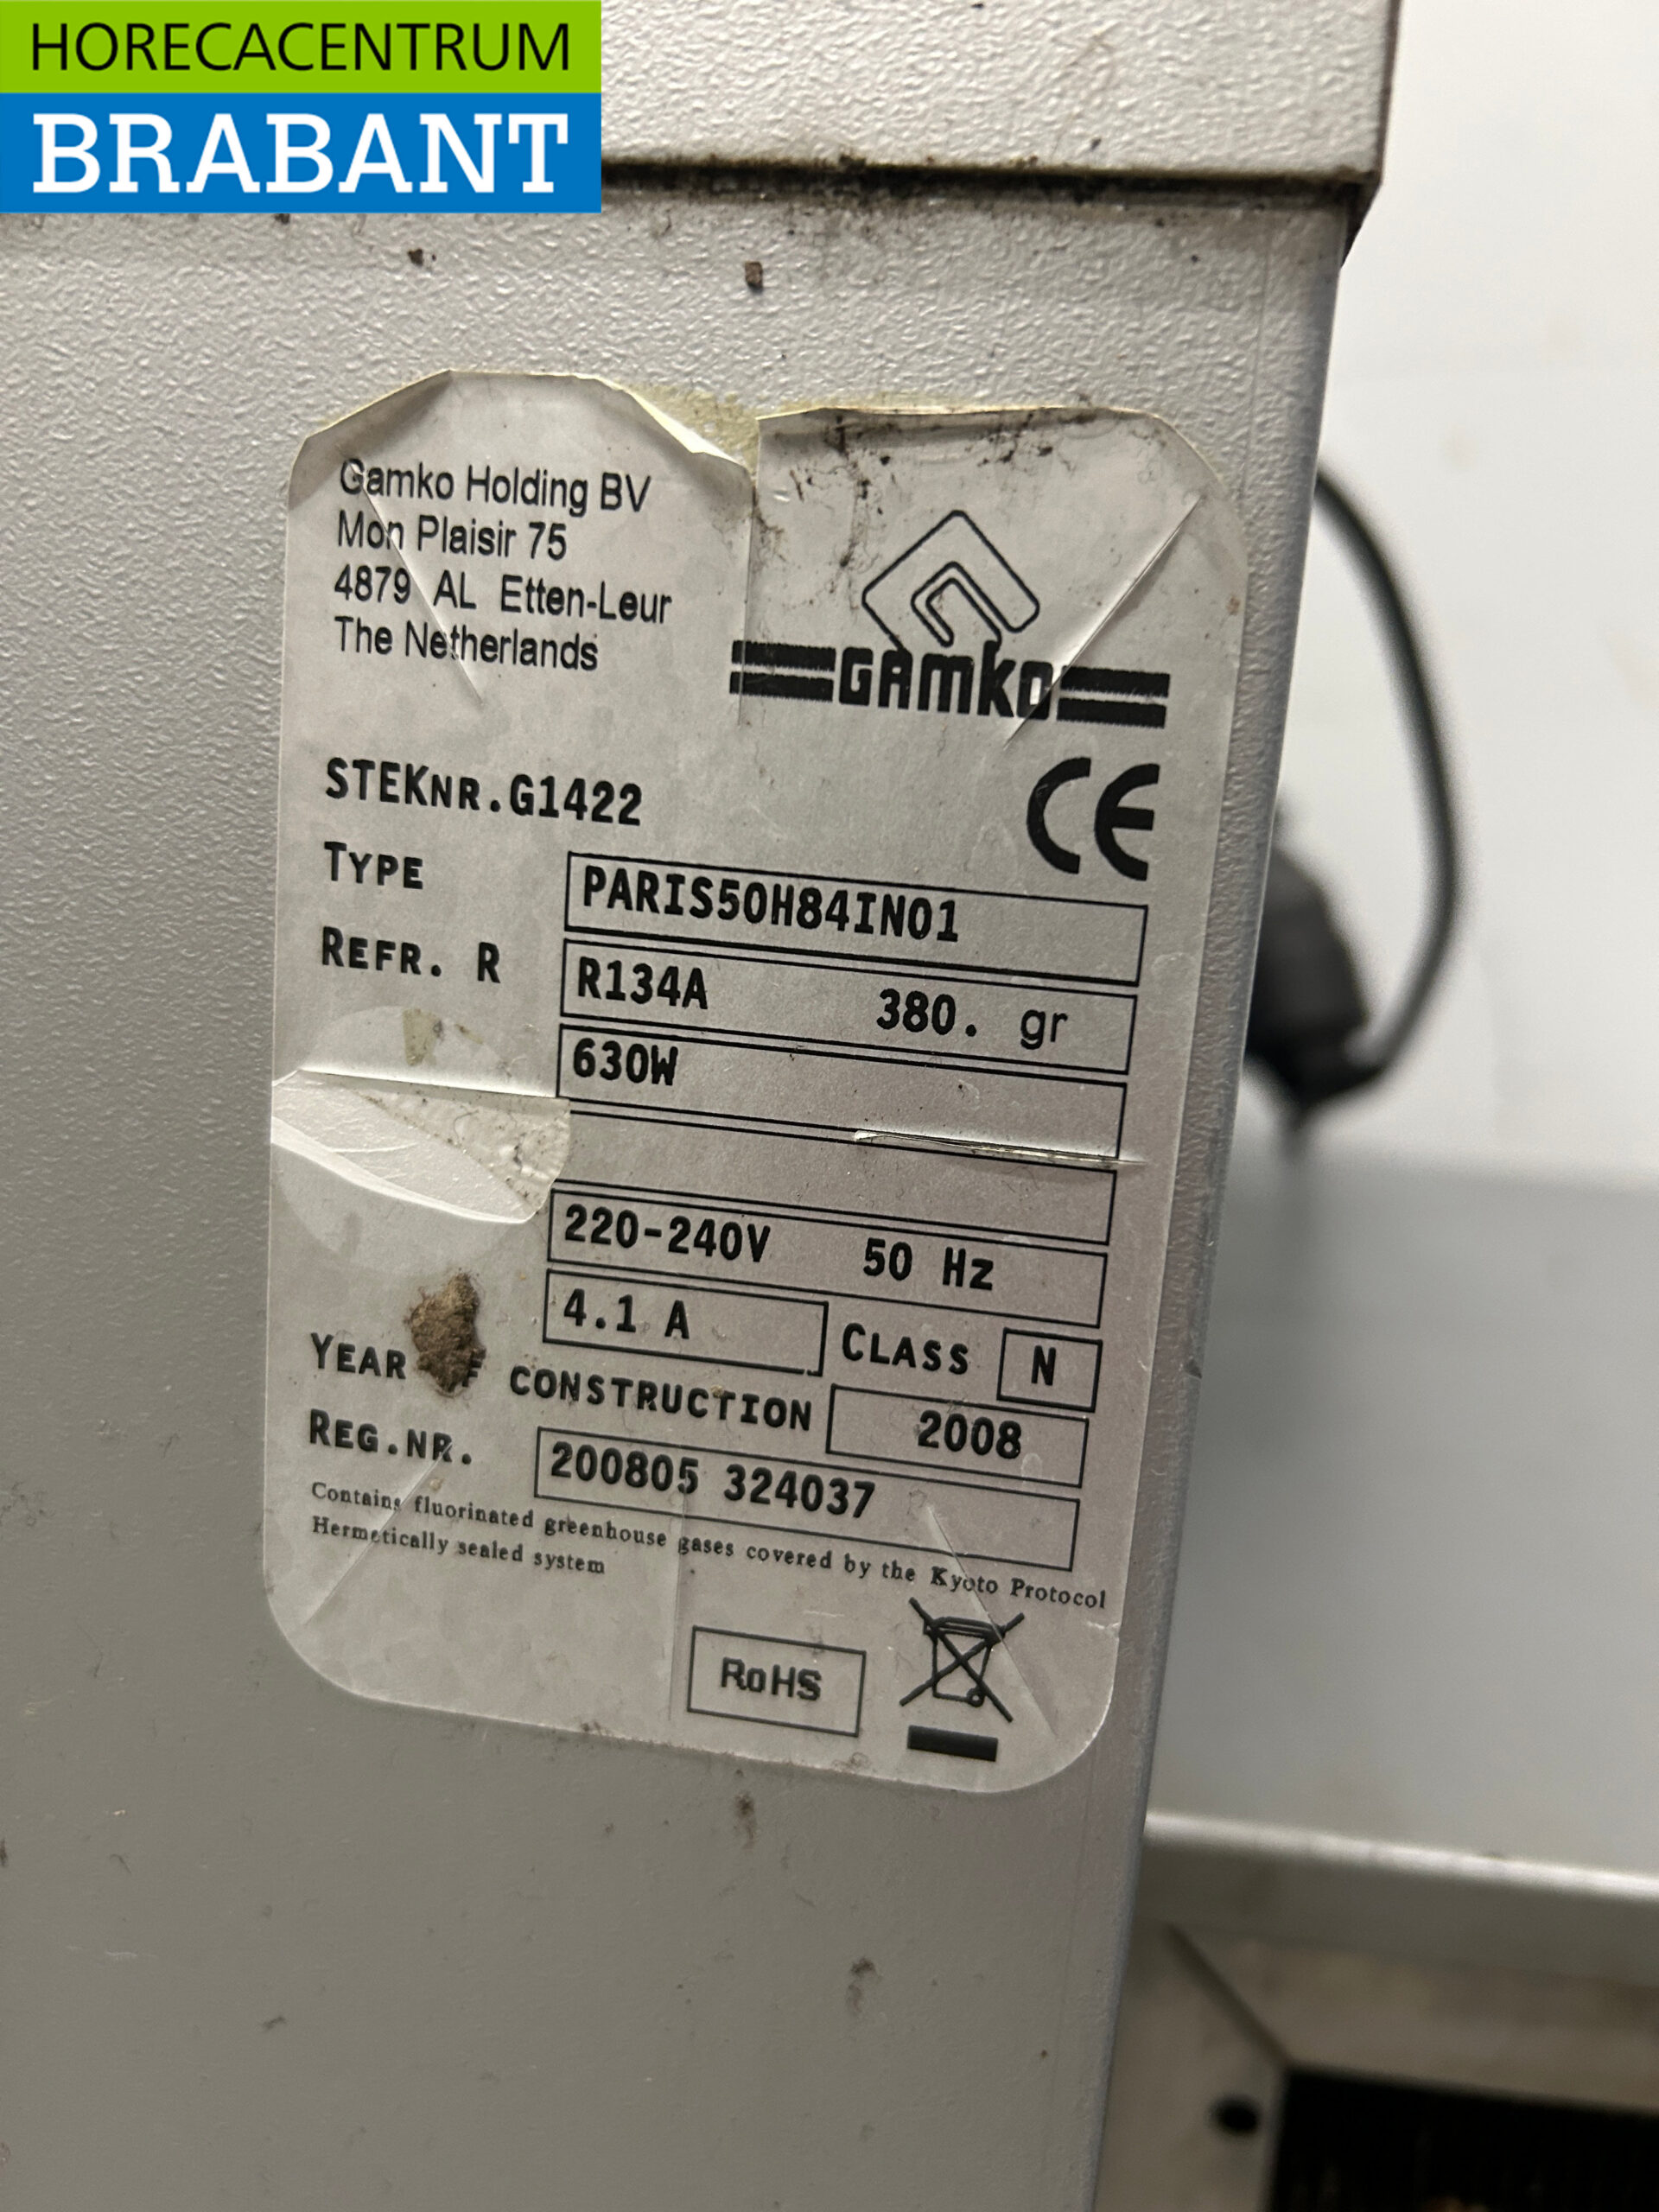 HORECACENTRUM
BRABANT
Gamko Holding BV
Mon Plaisir 75
4879 AL Etten-Leur
The Netherlands
GAMKO
STEKNR.G1422
CE
TYPE PARIS50H84IN01
REFR. R R134A 380. gr
630W
220-240V 50 Hz
4.1 A CLASS N
YEAR CONSTRUCTION 2008
REG.NR. 200805 324037
Contains fluorinated greenhouse gases covered by the Kyoto Protocol
Hermetically sealed system
RoHS